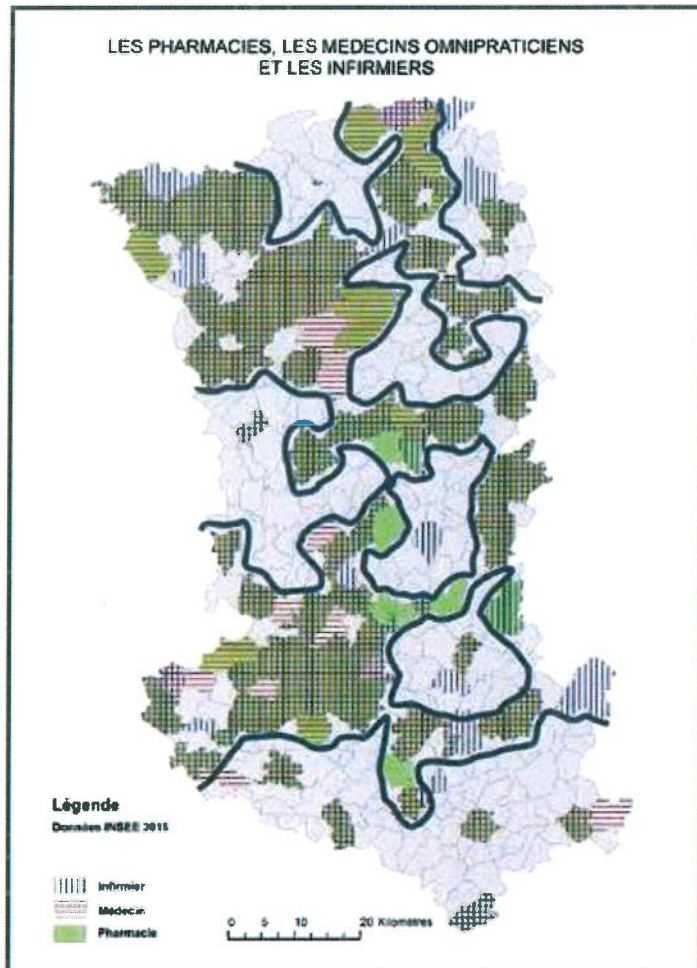 LES PHARMACIES, LES MEDECINS OMNIPRATICIENS
ET LES INFIRMIERS
Légende
Données INSEE 2015
Infirmier
Médecin
Pharmacie
0 5 10 20 Kilomètres